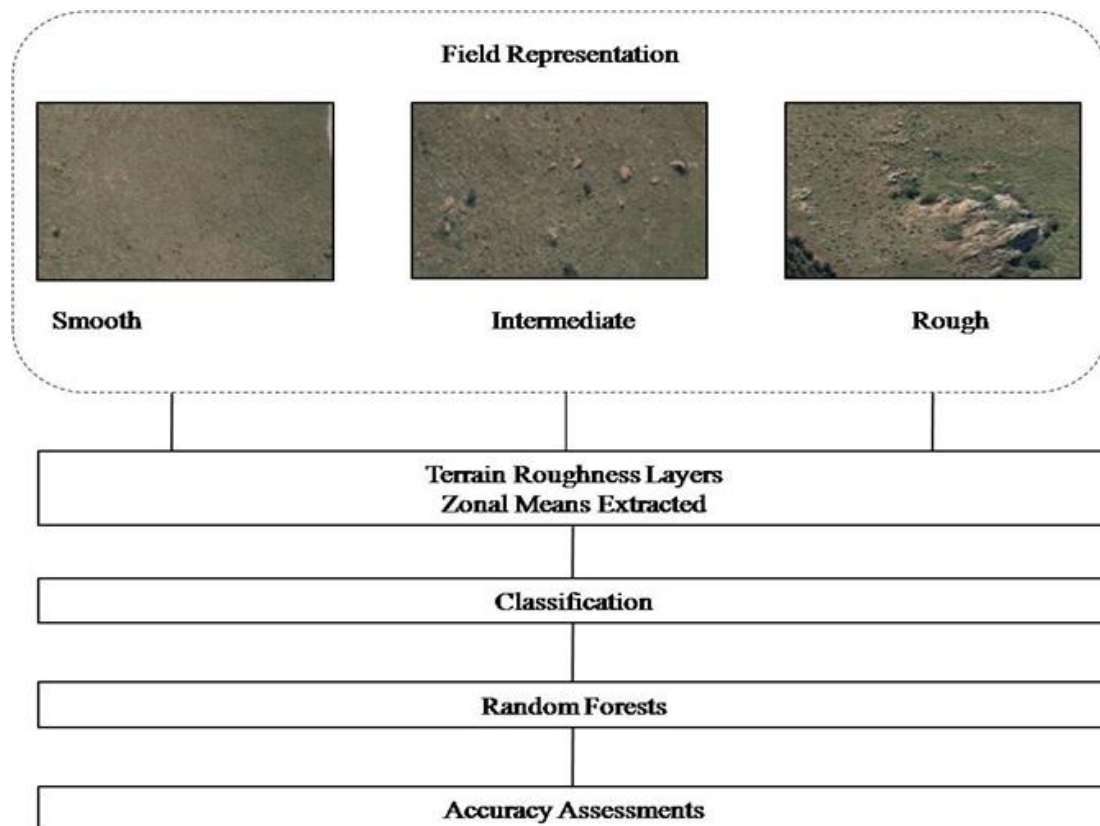 Field Representation
Smooth
Intermediate
Rough
Terrain Roughness Layers
Zonal Means Extracted
Classification
Random Forests
Accuracy Assessments